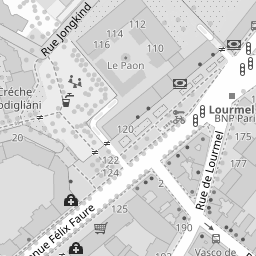 Rue Jongkind
112
114
116
110
Le Paon
Crèche
odigliani
Lourmel
BNP Pari
120
20
122
124
175
177
Rue de Lourmel
125
nue Félix Faure
190
195
Vasco de